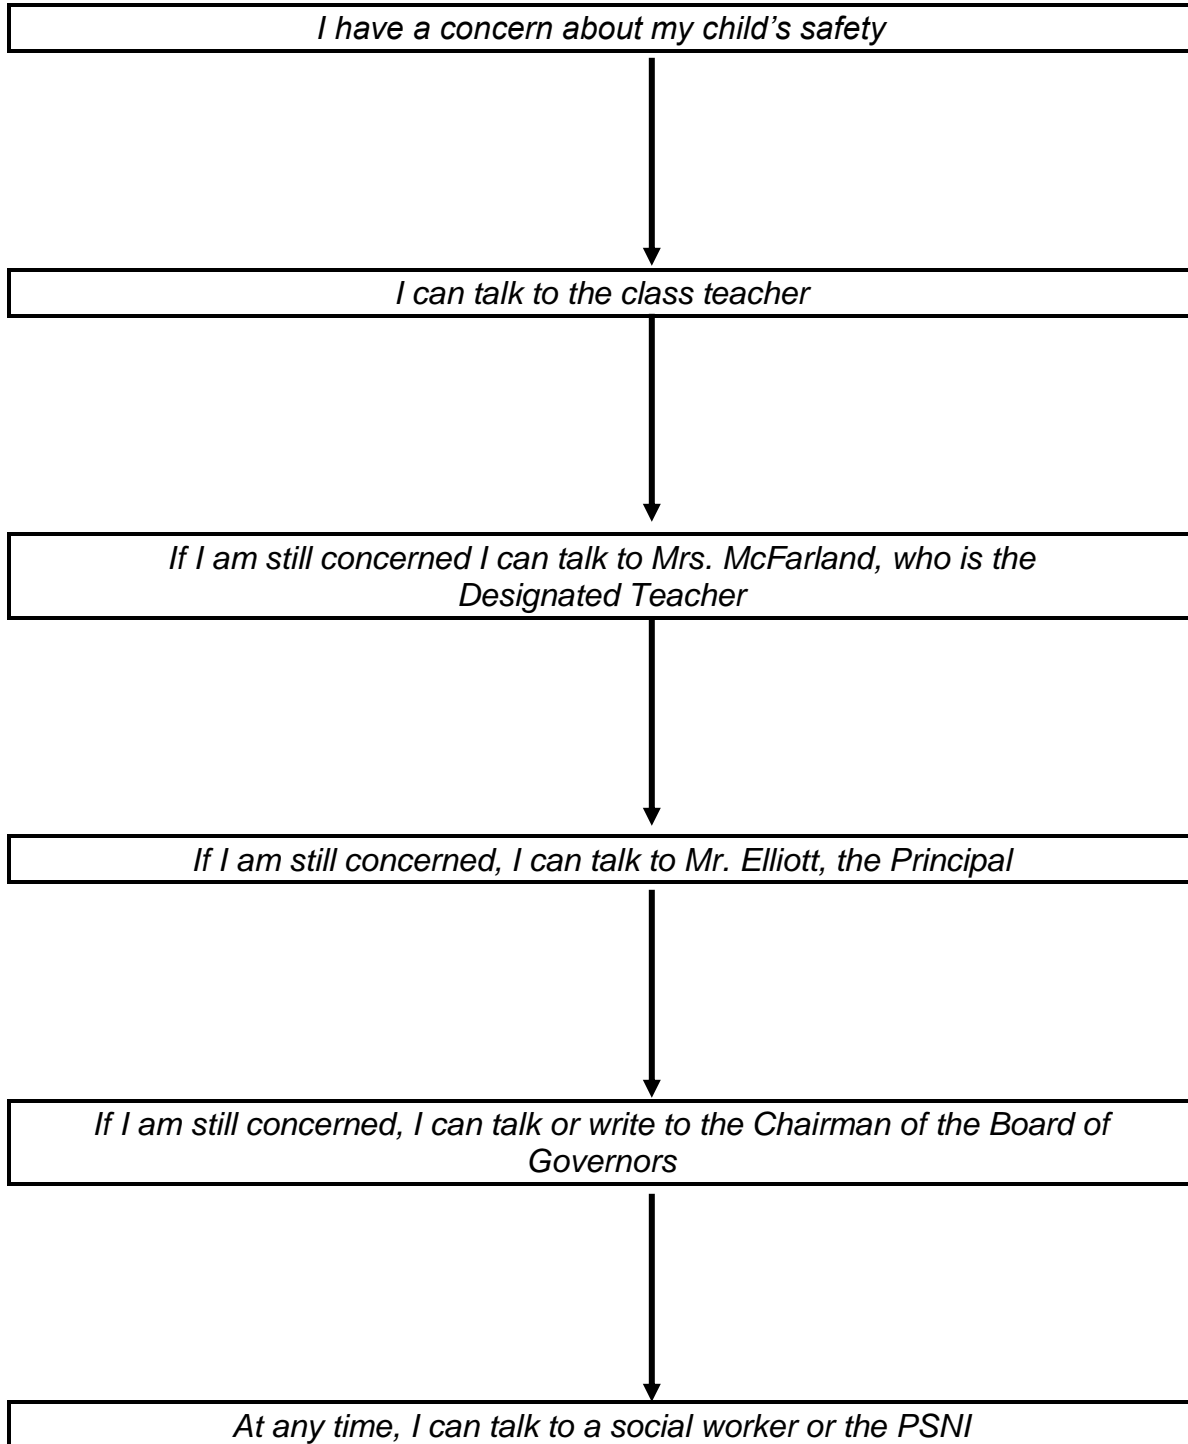 I have a concern about my child’s safety
I can talk to the class teacher
If I am still concerned I can talk to Mrs. McFarland, who is the
Designated Teacher
If I am still concerned, I can talk to Mr. Elliott, the Principal
If I am still concerned, I can talk or write to the Chairman of the Board of
Governors
At any time, I can talk to a social worker or the PSNI